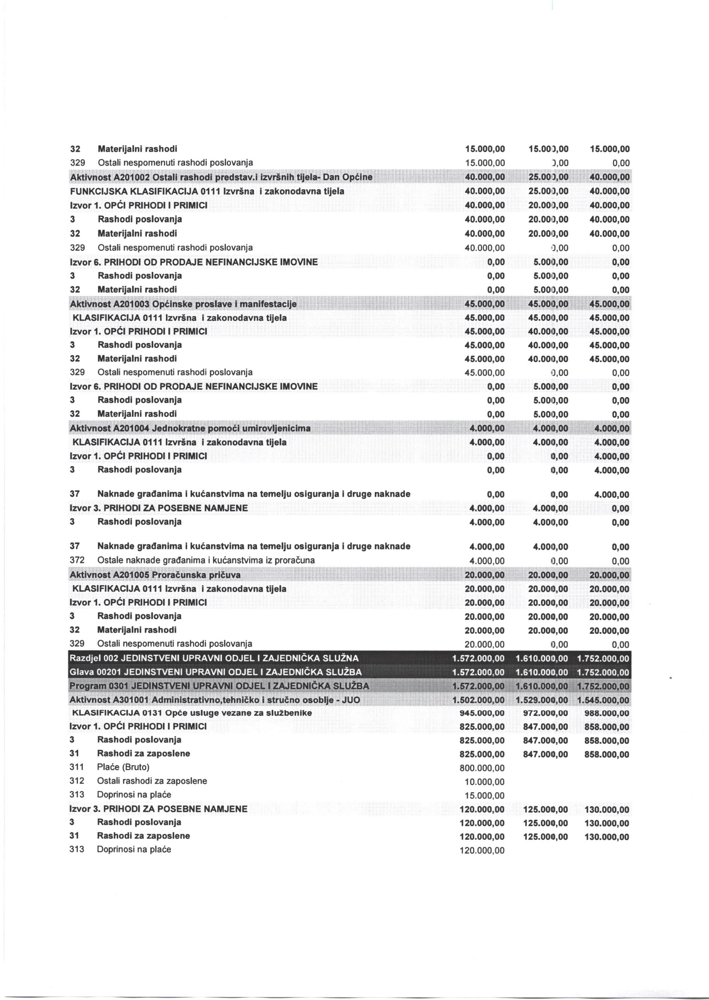 32 Materijalni rashodi 15.000,00 15.000,00 15.000,00
329 Ostali nespomenuti rashodi poslovanja 15.000,00 0,00 0,00
Aktivnost A201002 Ostali rashodi predstav.i izvršnih tijela- Dan Općine 40.000,00 25.000,00 40.000,00
FUNKCIJSKA KLASIFIKACIJA 0111 Izvršna i zakonodavna tijela 40.000,00 25.000,00 40.000,00
Izvor 1. OPĆI PRIHODI I PRIMICI 40.000,00 20.000,00 40.000,00
3 Rashodi poslovanja 40.000,00 20.000,00 40.000,00
32 Materijalni rashodi 40.000,00 20.000,00 40.000,00
329 Ostali nespomenuti rashodi poslovanja 40.000,00 0,00 0,00
Izvor 6. PRIHODI OD PRODAJE NEFINANCIJSKE IMOVINE 0,00 5.000,00 0,00
3 Rashodi poslovanja 0,00 5.000,00 0,00
32 Materijalni rashodi 0,00 5.000,00 0,00
Aktivnost A201003 Općinske proslave i manifestacije 45.000,00 45.000,00 45.000,00
KLASIFIKACIJA 0111 Izvršna i zakonodavna tijela 45.000,00 45.000,00 45.000,00
Izvor 1. OPĆI PRIHODI I PRIMICI 45.000,00 40.000,00 45.000,00
3 Rashodi poslovanja 45.000,00 40.000,00 45.000,00
32 Materijalni rashodi 45.000,00 40.000,00 45.000,00
329 Ostali nespomenuti rashodi poslovanja 45.000,00 0,00 0,00
Izvor 6. PRIHODI OD PRODAJE NEFINANCIJSKE IMOVINE 0,00 5.000,00 0,00
3 Rashodi poslovanja 0,00 5.000,00 0,00
32 Materijalni rashodi 0,00 5.000,00 0,00
Aktivnost A201004 Jednokratne pomoći umirovljenicima 4.000,00 4.000,00 4.000,00
KLASIFIKACIJA 0111 Izvršna i zakonodavna tijela 4.000,00 4.000,00 4.000,00
Izvor 1. OPĆI PRIHODI I PRIMICI 0,00 0,00 4.000,00
3 Rashodi poslovanja 0,00 0,00 4.000,00
37 Naknade građanima i kućanstvima na temelju osiguranja i druge naknade 0,00 0,00 4.000,00
Izvor 3. PRIHODI ZA POSEBNE NAMJENE 4.000,00 4.000,00 0,00
3 Rashodi poslovanja 4.000,00 4.000,00 0,00
37 Naknade građanima i kućanstvima na temelju osiguranja i druge naknade 4.000,00 4.000,00 0,00
372 Ostale naknade građanima i kućanstvima iz proračuna 4.000,00 0,00 0,00
Aktivnost A201005 Proračunska pričuva 20.000,00 20.000,00 20.000,00
KLASIFIKACIJA 0111 Izvršna i zakonodavna tijela 20.000,00 20.000,00 20.000,00
Izvor 1. OPĆI PRIHODI I PRIMICI 20.000,00 20.000,00 20.000,00
3 Rashodi poslovanja 20.000,00 20.000,00 20.000,00
32 Materijalni rashodi 20.000,00 20.000,00 20.000,00
329 Ostali nespomenuti rashodi poslovanja 20.000,00 0,00 0,00
Razdjel 002 JEDINSTVENI UPRAVNI ODJEL I ZAJEDNIČKA SLUŽNA 1.572.000,00 1.610.000,00 1.752.000,00
Glava 00201 JEDINSTVENI UPRAVNI ODJEL I ZAJEDNIČKA SLUŽBA 1.572.000,00 1.610.000,00 1.752.000,00
Program 0301 JEDINSTVENI UPRAVNI ODJEL I ZAJEDNIČKA SLUŽBA 1.572.000,00 1.610.000,00 1.752.000,00
Aktivnost A301001 Administrativno,tehničko i stručno osoblje - JUO 1.502.000,00 1.529.000,00 1.545.000,00
KLASIFIKACIJA 0131 Opće usluge vezane za službenike 945.000,00 972.000,00 988.000,00
Izvor 1. OPĆI PRIHODI I PRIMICI 825.000,00 847.000,00 858.000,00
3 Rashodi poslovanja 825.000,00 847.000,00 858.000,00
31 Rashodi za zaposlene 825.000,00 847.000,00 858.000,00
311 Plaće (Bruto) 800.000,00
312 Ostali rashodi za zaposlene 10.000,00
313 Doprinosi na plaće 15.000,00
Izvor 3. PRIHODI ZA POSEBNE NAMJENE 120.000,00 125.000,00 130.000,00
3 Rashodi poslovanja 120.000,00 125.000,00 130.000,00
31 Rashodi za zaposlene 120.000,00 125.000,00 130.000,00
313 Doprinosi na plaće 120.000,00